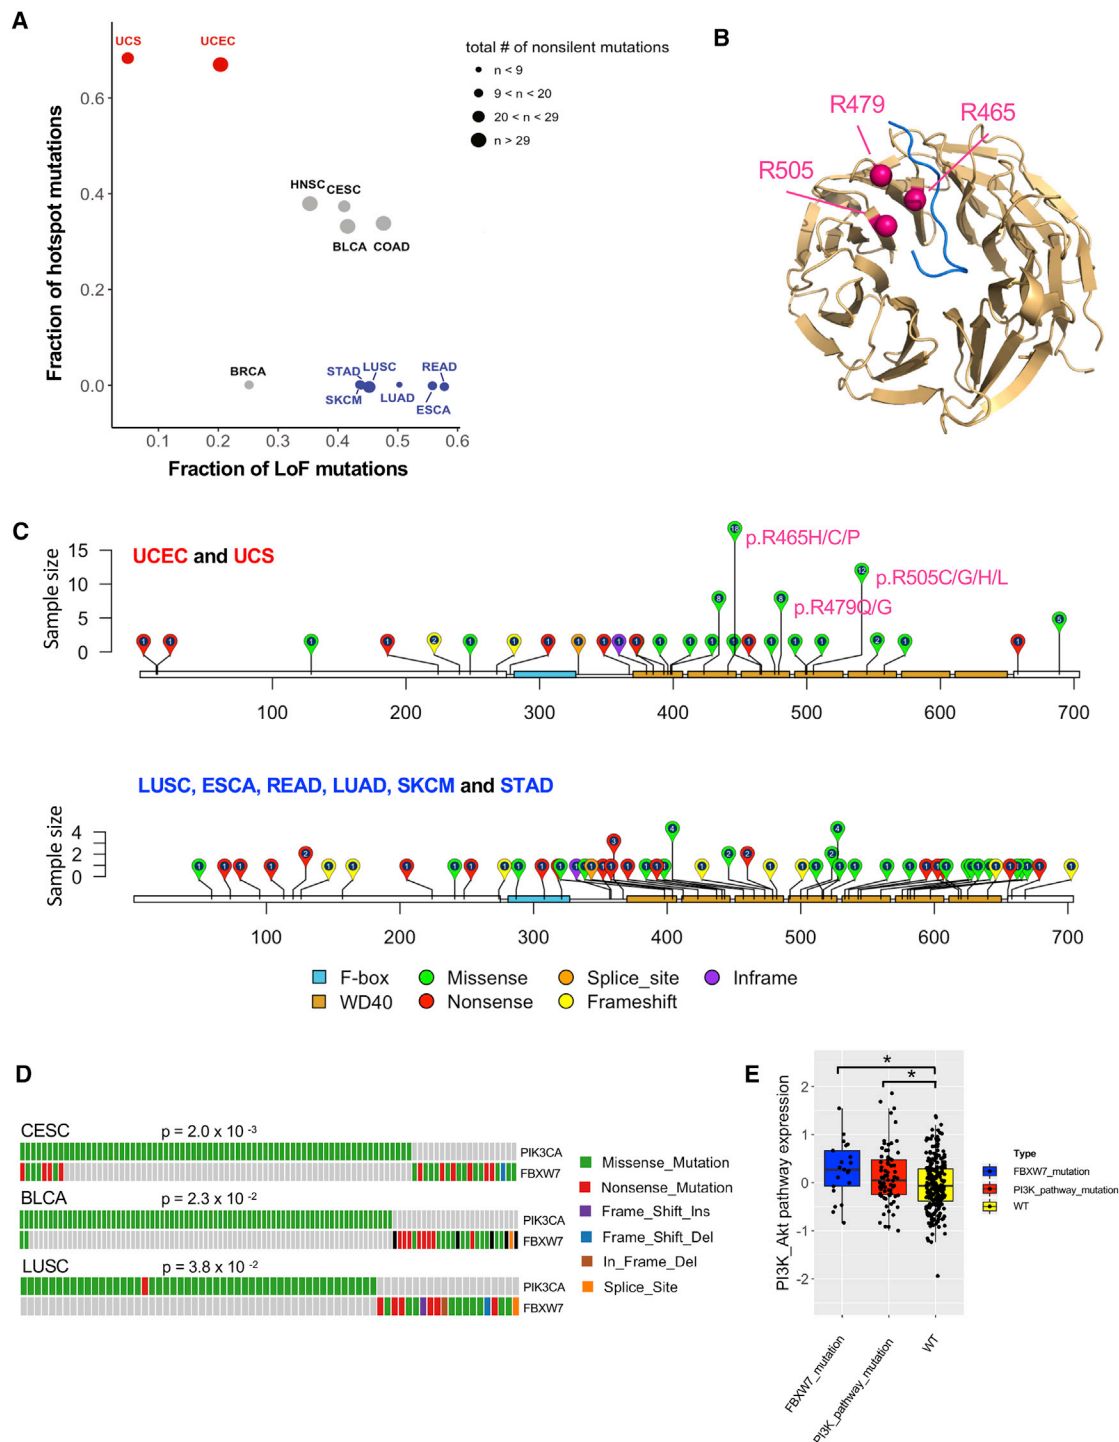 A
UCS
UCEC
HNSC CESC
BLCA COAD
BRCA
STAD LUSC READ
SKCM LUAD ESCA
0.6
0.4
0.2
0.0
0.1 0.2 0.3 0.4 0.5 0.6
Fraction of hotspot mutations
Fraction of LoF mutations
total # of nonsilent mutations
n < 9
9 < n < 20
20 < n < 29
n > 29
B
R479
R465
R505
C
UCEC and UCS
Sample size
15
10
5
0
p.R465H/C/P
p.R505C/G/H/L
p.R479Q/G
100 200 300 400 500 600 700
LUSC, ESCA, READ, LUAD, SKCM and STAD
Sample size
4
2
0
100 200 300 400 500 600 700
F-box Missense Splice_site Inframe
WD40 Nonsense Frameshift
D
CESC p = 2.0 x 10 -3
PIK3CA
FBXW7
BLCA p = 2.3 x 10 -2
PIK3CA
FBXW7
LUSC p = 3.8 x 10 -2
PIK3CA
FBXW7
Missense_Mutation
Nonsense_Mutation
Frame_Shift_Ins
Frame_Shift_Del
In_Frame_Del
Splice_Site
E
PI3K_Akt pathway expression
2
1
0
-1
-2
* *
FBXW7_mutation
PI3K_pathway_mutation
WT
Type
FBXW7_mutation
PI3K_pathway_mutation
WT